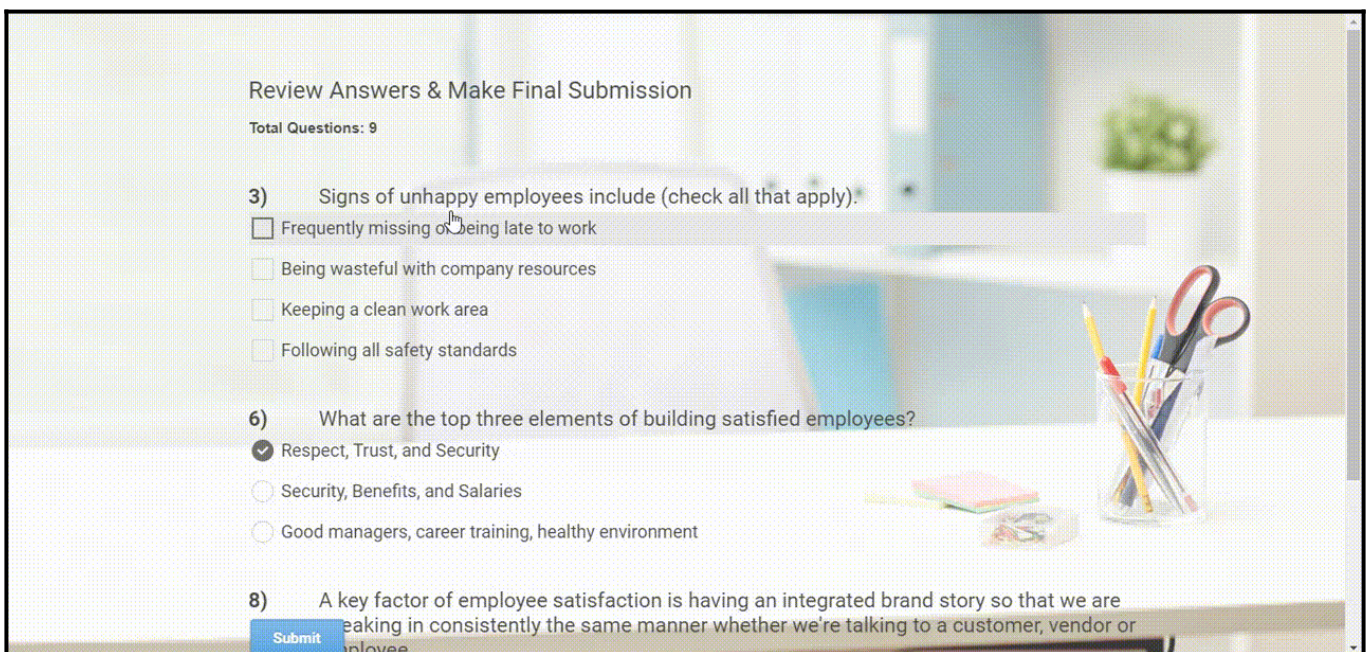 Review Answers & Make Final Submission
Total Questions: 9
3) Signs of unhappy employees include (check all that apply).
Frequently missing or being late to work
Being wasteful with company resources
Keeping a clean work area
Following all safety standards
6) What are the top three elements of building satisfied employees?
Respect, Trust, and Security
Security, Benefits, and Salaries
Good managers, career training, healthy environment
8) A key factor of employee satisfaction is having an integrated brand story so that we are
in consistently the same manner whether we're talking to a customer, vendor or
Submit